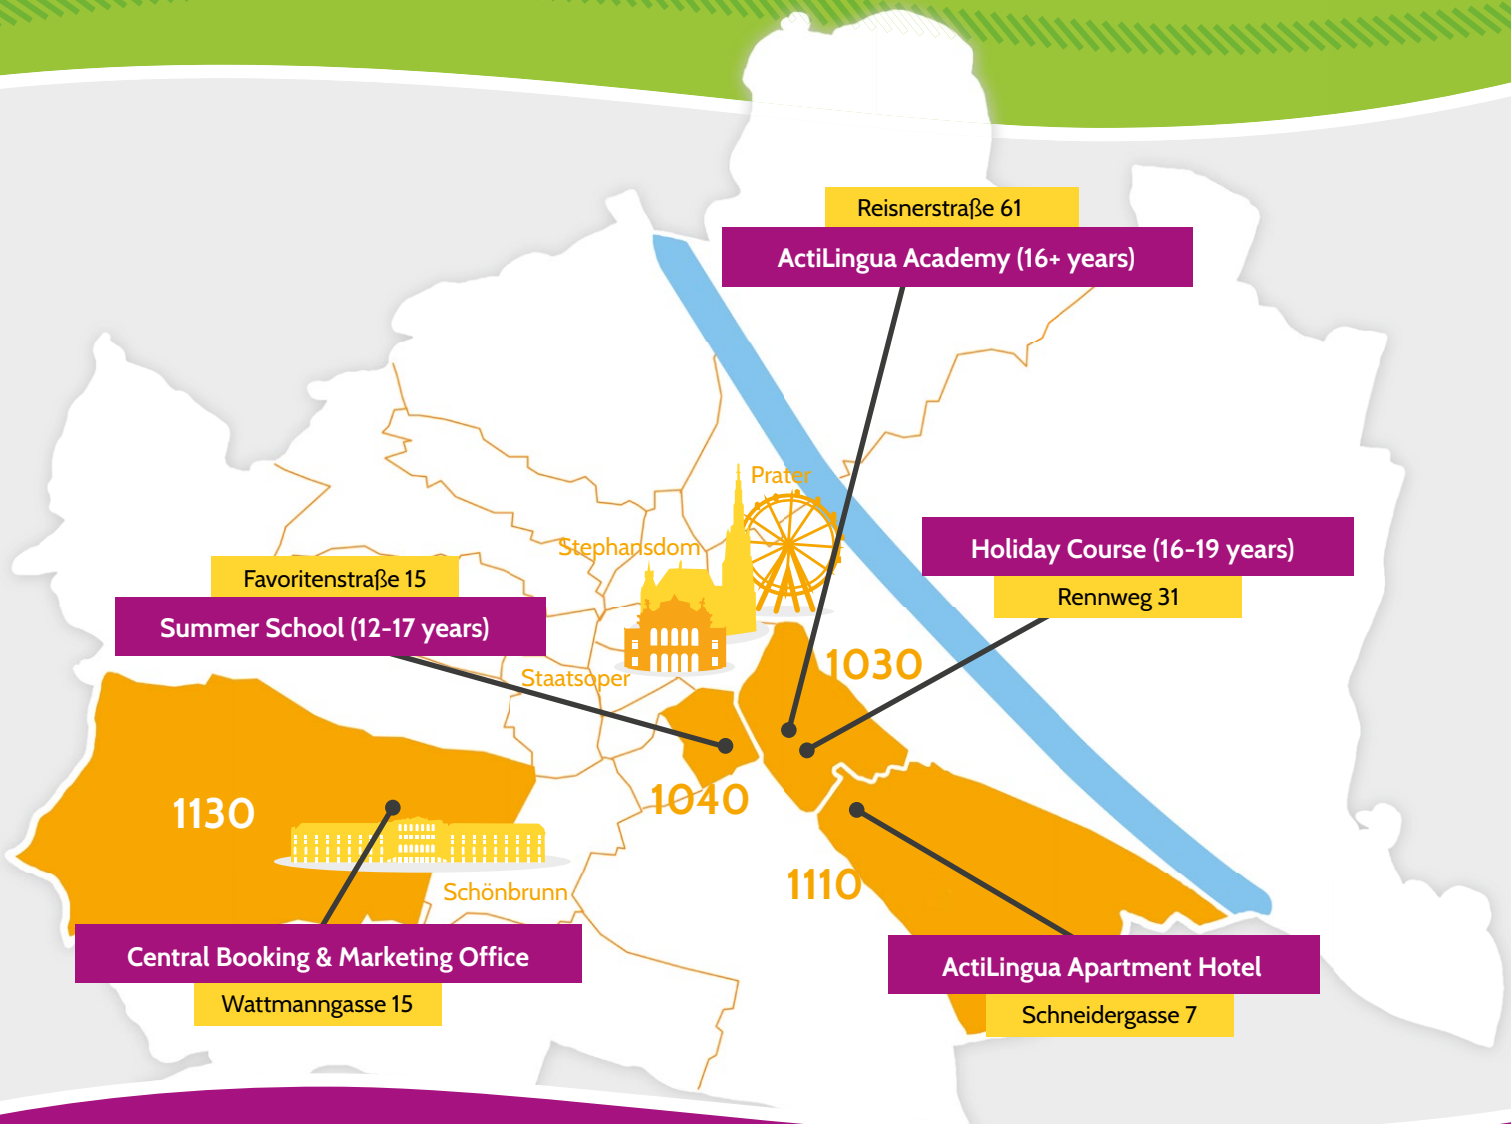 Reisnerstraße 61
ActiLingua Academy (16+ years)
Prater
Stephansdom
Holiday Course (16-19 years)
Rennweg 31
Favoritenstraße 15
Summer School (12-17 years)
Staatsoper
1030
1040
1130
1110
Schönbrunn
Central Booking & Marketing Office
Wattmanngasse 15
ActiLingua Apartment Hotel
Schneidergasse 7